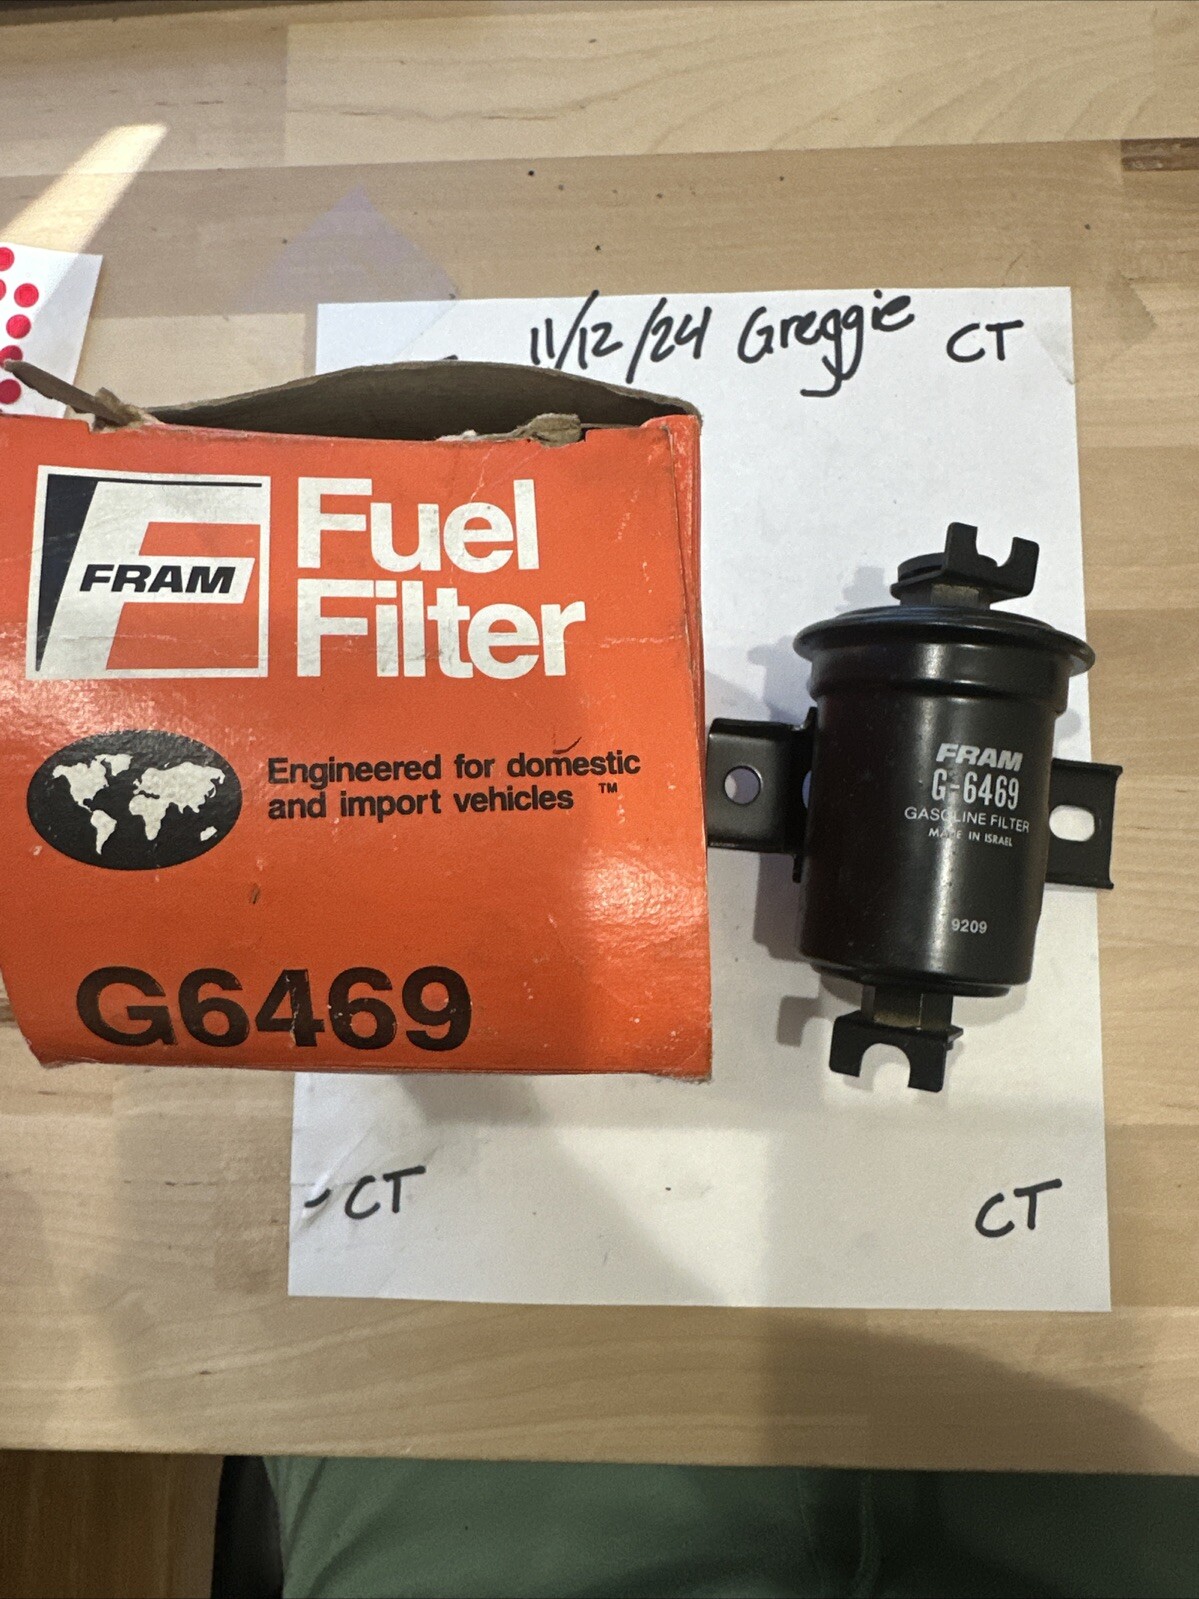 11/12/24 Greggie CT
FRAM
Fuel
Filter
Engineered for domestic
and import vehicles ™
G6469
FRAM
G-6469
GASOLINE FILTER
MADE IN ISRAEL
9209
CT
CT